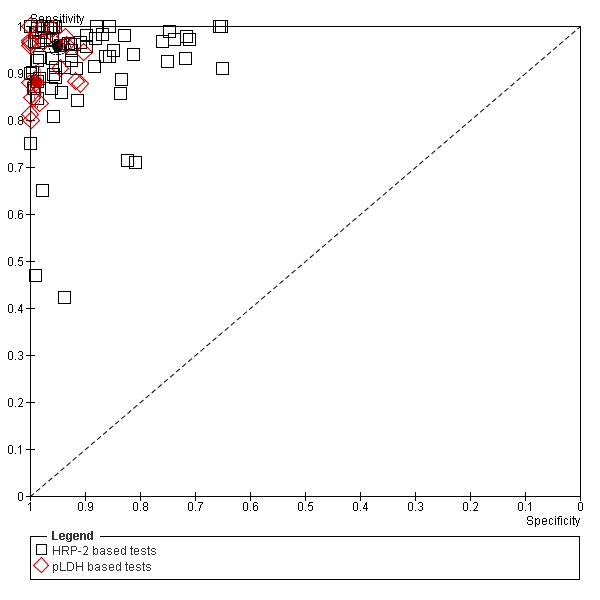 Sensitivity
1
0.9
0.8
0.7
0.6
0.5
0.4
0.3
0.2
0.1
0
1 0.9 0.8 0.7 0.6 0.5 0.4 0.3 0.2 0.1 0
Specificity
Legend
HRP-2 based tests
pLDH based tests